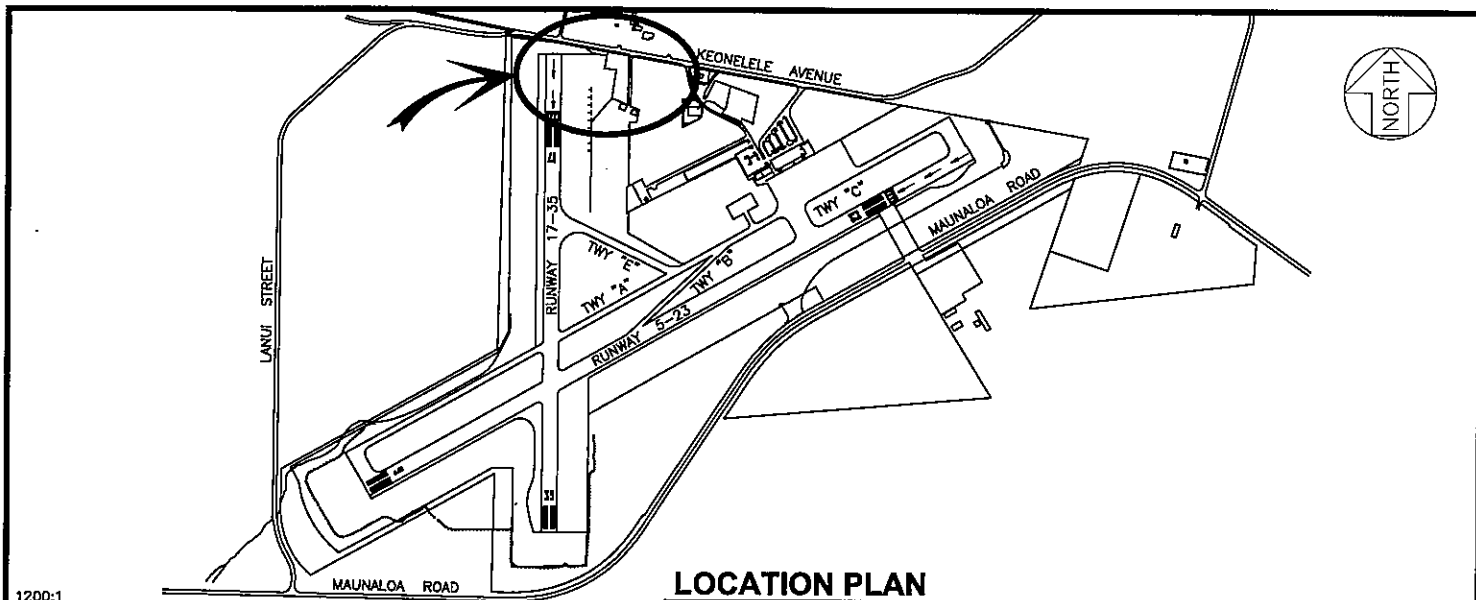 KEONELELE AVENUE
NORTH
17
LANUI STREET
RUNWAY 17-35
TWY "E"
TWY "A"
TWY "B"
TWY "C"
RUNWAY 5-23
MAUNALOA ROAD
35
MAUNALOA ROAD
LOCATION PLAN
1200:1